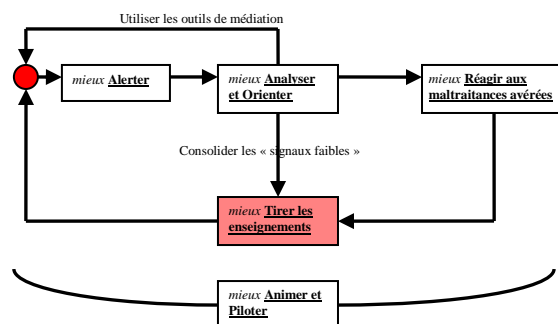 Utiliser les outils de médiation
mieux Alerter
mieux Analyser
et Orienter
mieux Réagir aux
maltraitances avérées
Consolider les « signaux faibles »
mieux Tirer les
enseignements
mieux Animer et
Piloter